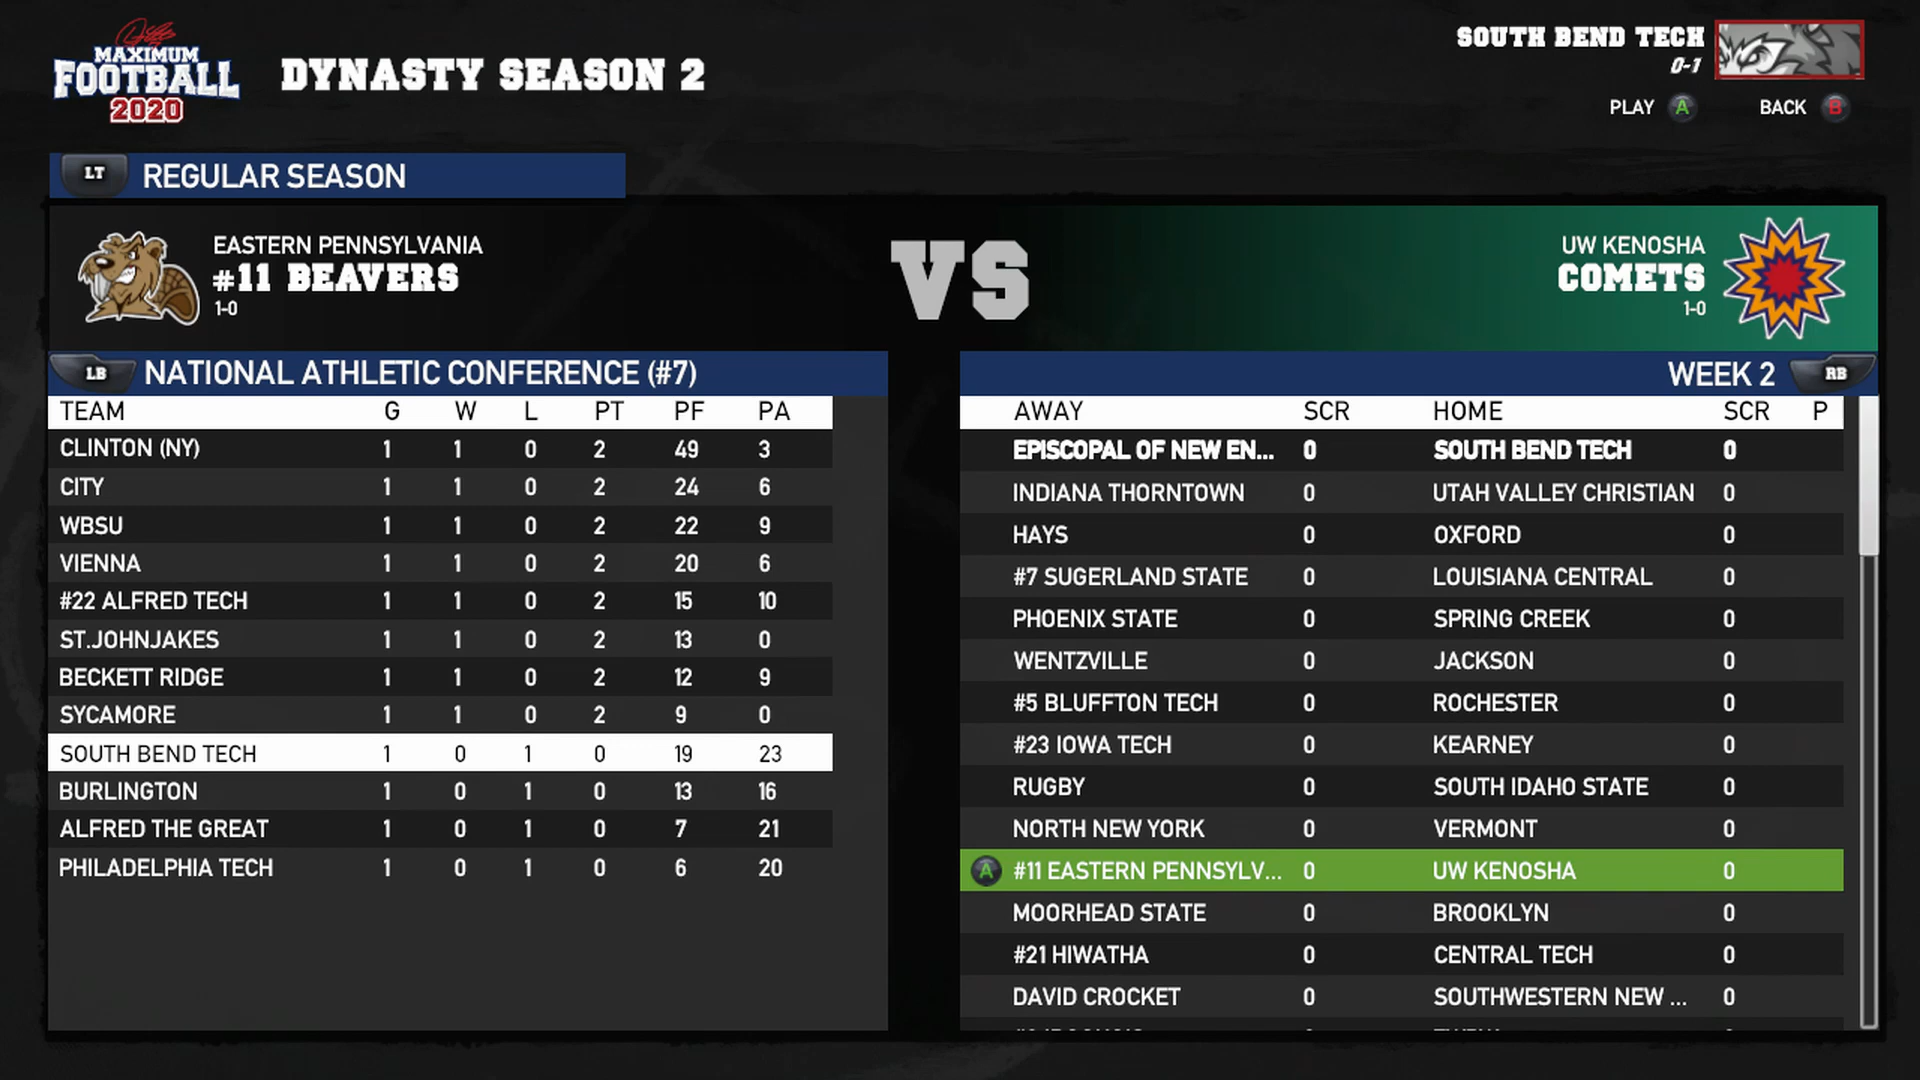 MAXIMUM
FOOTBALL
2020
DYNASTY SEASON 2
SOUTH BEND TECH
0-1
PLAY A BACK B
LT REGULAR SEASON
EASTERN PENNSYLVANIA
#11 BEAVERS
1-0
VS
UW KENOSHA
COMETS
1-0
LB NATIONAL ATHLETIC CONFERENCE (#7)
TEAM G W L PT PF PA
CLINTON (NY) 1 1 0 2 49 3
CITY 1 1 0 2 24 6
WBSU 1 1 0 2 22 9
VIENNA 1 1 0 2 20 6
#22 ALFRED TECH 1 1 0 2 15 10
ST.JOHNJAKES 1 1 0 2 13 0
BECKETT RIDGE 1 1 0 2 12 9
SYCAMORE 1 1 0 2 9 0
SOUTH BEND TECH 1 0 1 0 19 23
BURLINGTON 1 0 1 0 13 16
ALFRED THE GREAT 1 0 1 0 7 21
PHILADELPHIA TECH 1 0 1 0 6 20
WEEK 2 RB
AWAY SCR HOME SCR P
EPISCOPAL OF NEW EN... 0 SOUTH BEND TECH 0
INDIANA THORNTOWN 0 UTAH VALLEY CHRISTIAN 0
HAYS 0 OXFORD 0
#7 SUGERLAND STATE 0 LOUISIANA CENTRAL 0
PHOENIX STATE 0 SPRING CREEK 0
WENTZVILLE 0 JACKSON 0
#5 BLUFFTON TECH 0 ROCHESTER 0
#23 IOWA TECH 0 KEARNEY 0
RUGBY 0 SOUTH IDAHO STATE 0
NORTH NEW YORK 0 VERMONT 0
A #11 EASTERN PENNSYLV... 0 UW KENOSHA 0
MOORHEAD STATE 0 BROOKLYN 0
#21 HIWATHA 0 CENTRAL TECH 0
DAVID CROCKET 0 SOUTHWESTERN NEW ... 0